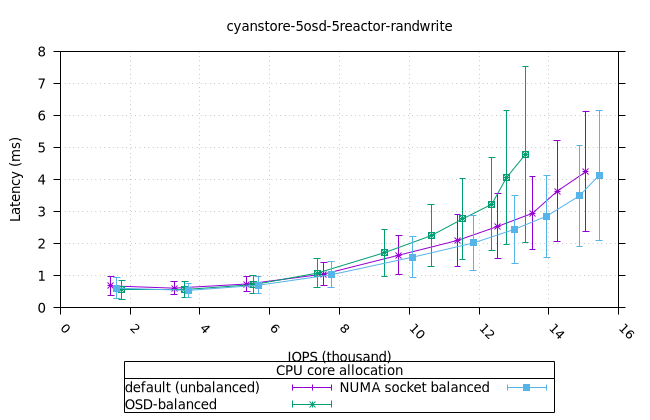 cyanstore-5osd-5reactor-randwrite
8
7
6
5
4
3
2
1
0
Latency (ms)
0 2 4 6 8 10 12 14 16
IOPS (thousand)
CPU core allocation
default (unbalanced) NUMA socket balanced
OSD-balanced